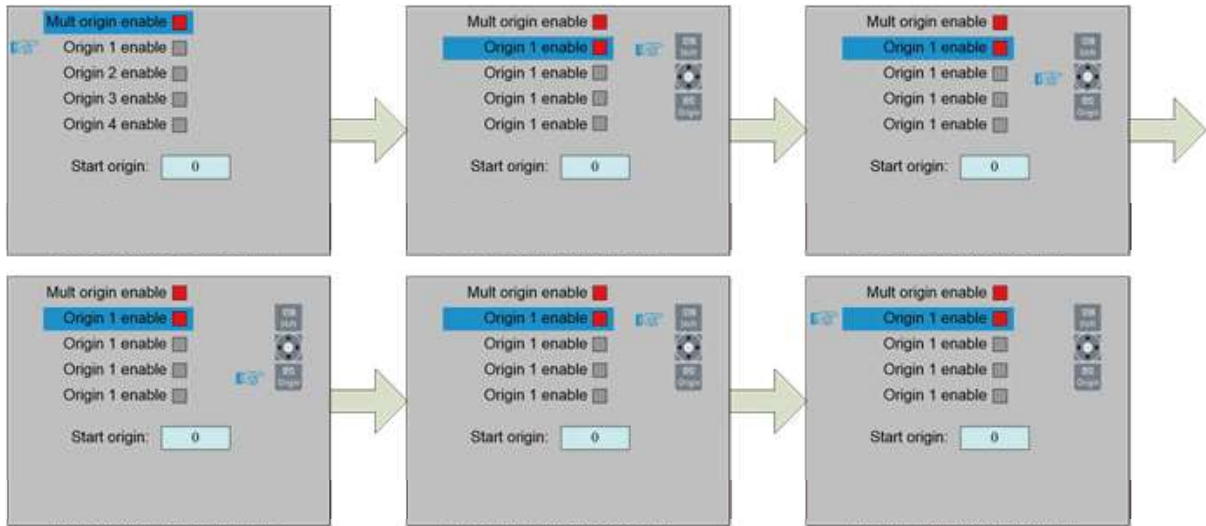 Mult origin enable
Origin 1 enable
Origin 2 enable
Origin 3 enable
Origin 4 enable
Start origin: 0
Mult origin enable
Origin 1 enable
Origin 1 enable
Origin 1 enable
Origin 1 enable
Origin
Start origin: 0
Mult origin enable
Origin 1 enable
Origin 1 enable
Origin 1 enable
Origin 1 enable
Origin
Start origin: 0
Mult origin enable
Origin 1 enable
Origin 1 enable
Origin 1 enable
Origin 1 enable
Origin
Start origin: 0
Mult origin enable
Origin 1 enable
Origin 1 enable
Origin 1 enable
Origin 1 enable
Origin
Start origin: 0
Mult origin enable
Origin 1 enable
Origin 1 enable
Origin 1 enable
Origin 1 enable
Origin
Start origin: 0